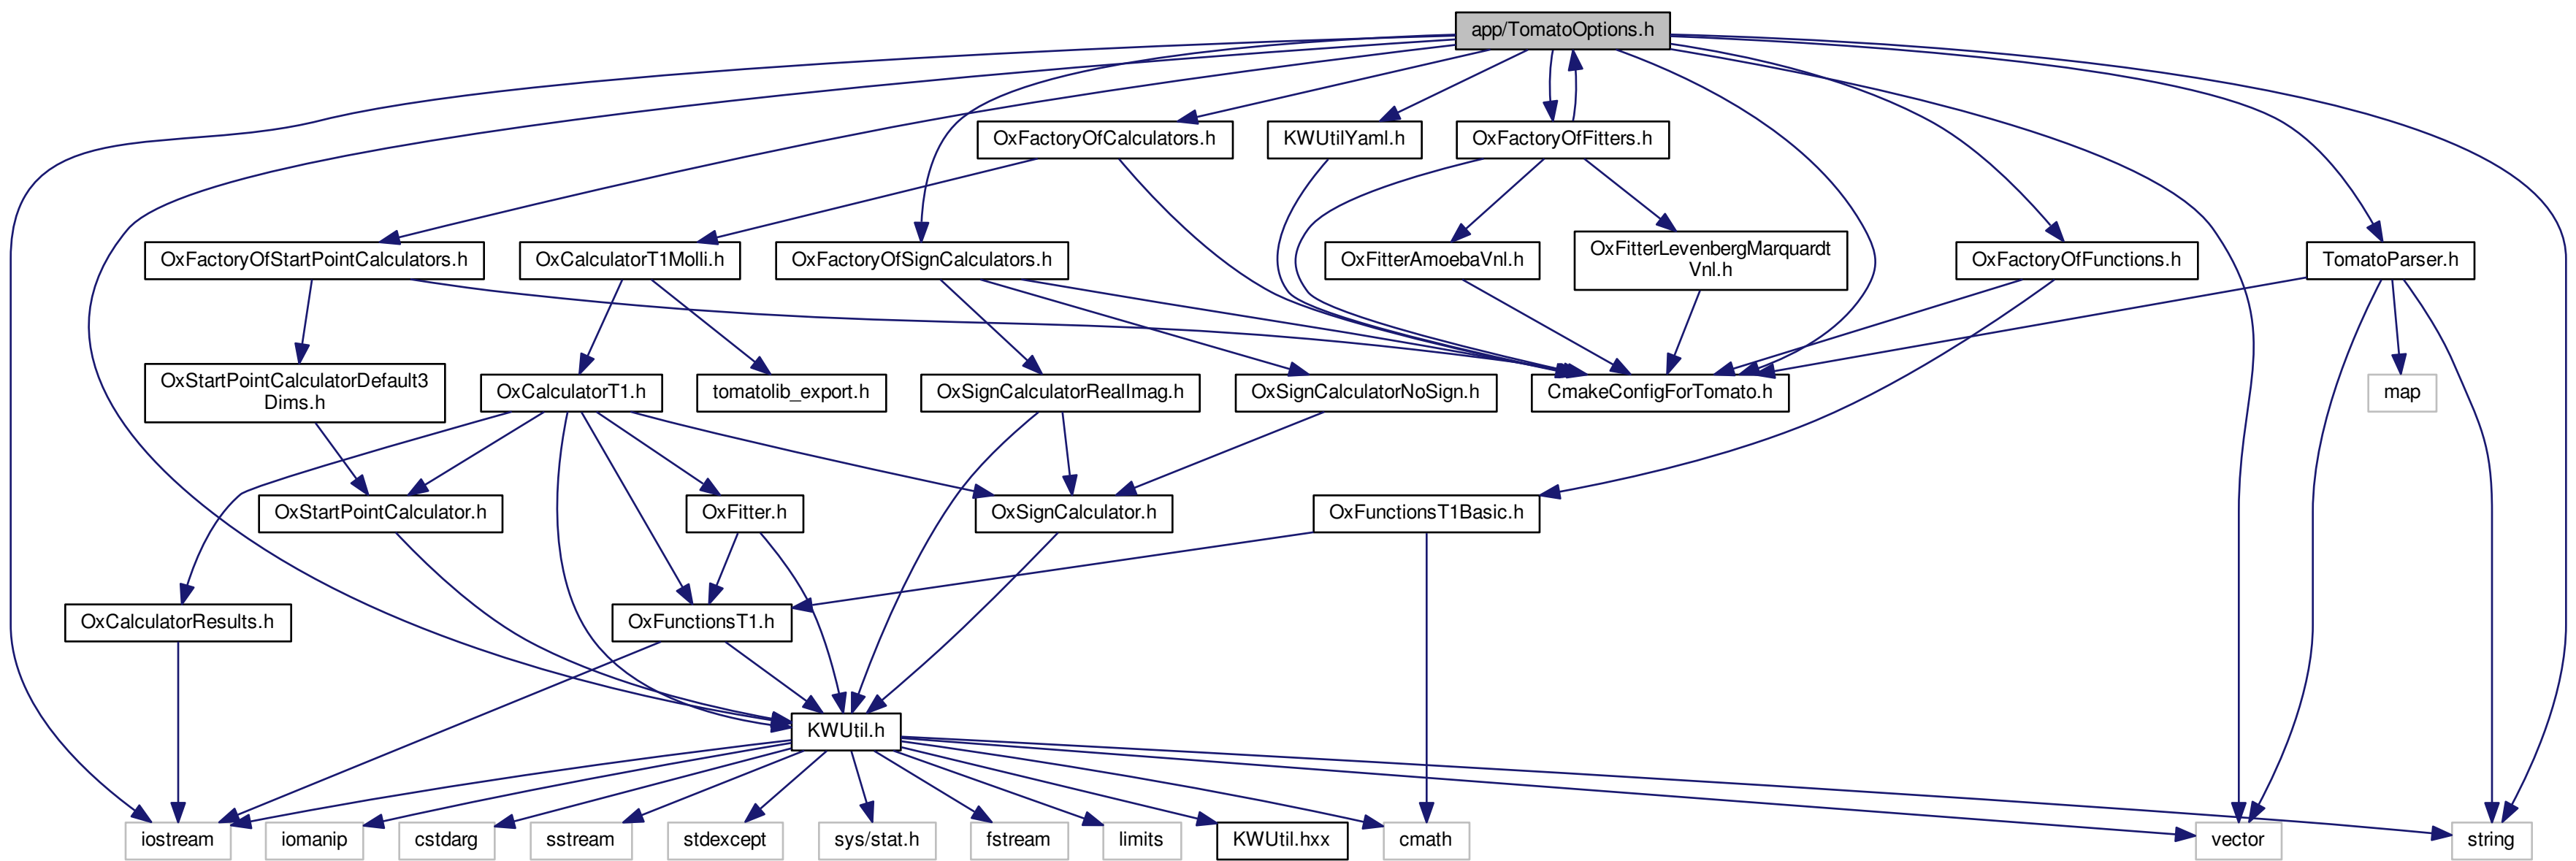 app/TomatoOptions.h
OxFactoryOfCalculators.h
KWUtilYaml.h
OxFactoryOfFitters.h
OxFactoryOfStartPointCalculators.h
OxCalculatorT1Molli.h
OxFactoryOfSignCalculators.h
OxFitterAmoebaVnl.h
OxFitterLevenbergMarquardt
Vnl.h
OxFactoryOfFunctions.h
TomatoParser.h
OxStartPointCalculatorDefault3
Dims.h
OxCalculatorT1.h
tomatolib_export.h
OxSignCalculatorRealImag.h
OxSignCalculatorNoSign.h
CmakeConfigForTomato.h
map
OxStartPointCalculator.h
OxFitter.h
OxSignCalculator.h
OxFunctionsT1Basic.h
OxCalculatorResults.h
OxFunctionsT1.h
KWUtil.h
iostream
iomanip
cstdarg
sstream
stdexcept
sys/stat.h
fstream
limits
KWUtil.hxx
cmath
vector
string